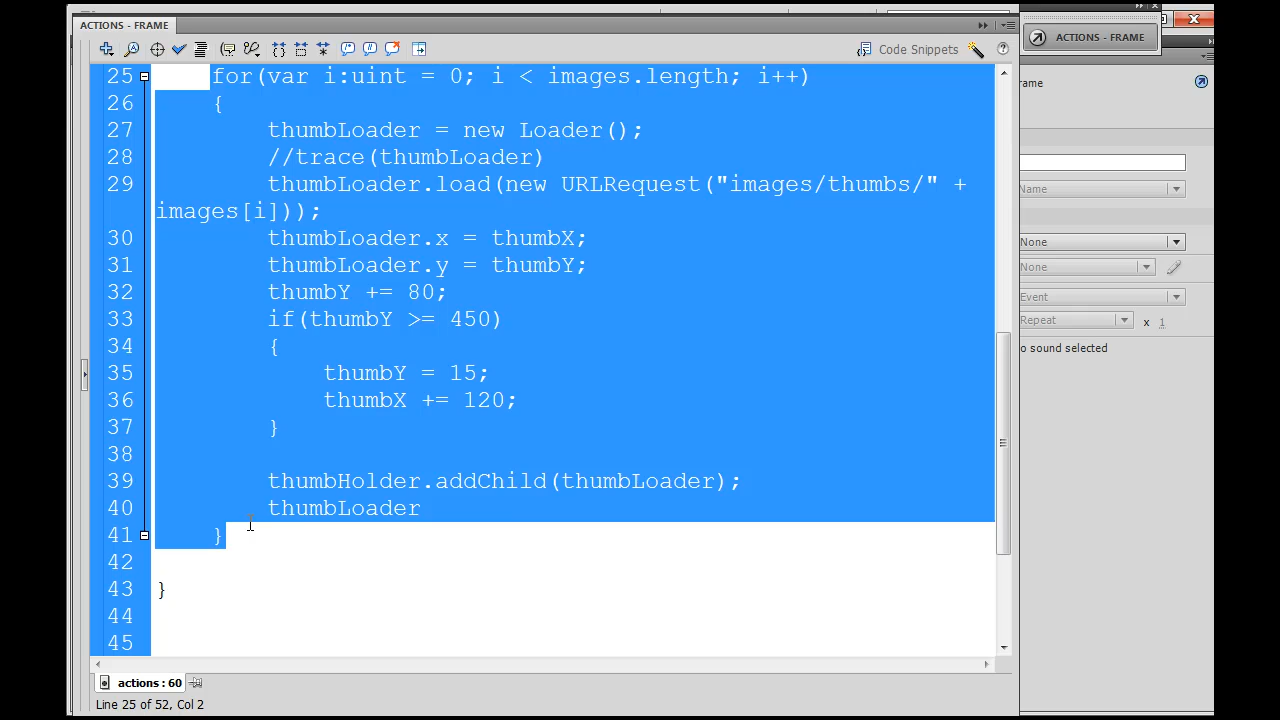 ACTIONS - FRAME
ACTIONS - FRAME
Code Snippets
rame
25 for(var i:uint = 0; i < images.length; i++)
26 {
27 thumbLoader = new Loader();
28 //trace(thumbLoader)
29 thumbLoader.load(new URLRequest("images/thumbs/" +
images[i]));
30 thumbLoader.x = thumbX;
31 thumbLoader.y = thumbY;
32 thumbY += 80;
33 if(thumbY >= 450)
34 {
35 thumbY = 15;
36 thumbX += 120;
37 }
38
39 thumbHolder.addChild(thumbLoader);
40 thumbLoader
41 }
42
43 }
44
45
Name
None
None
Event
Repeat x 1
o sound selected
actions : 60
Line 25 of 52, Col 2